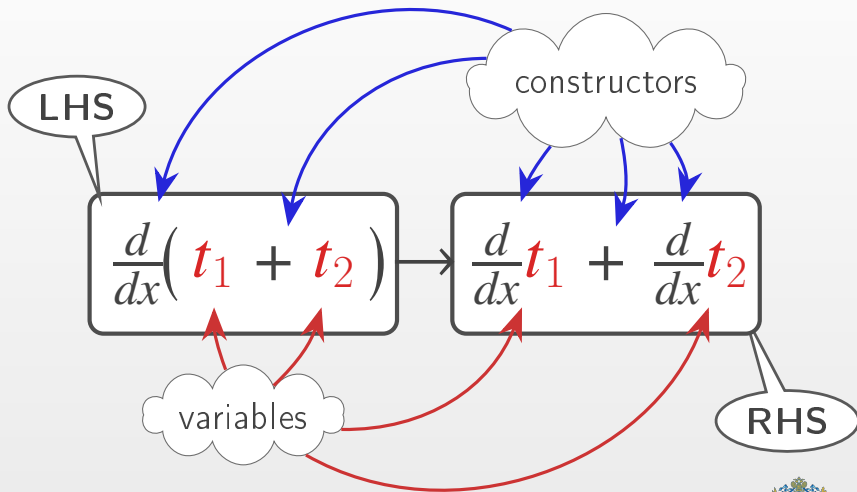 constructors
LHS
d/dx( t₁ + t₂ ) → d/dx t₁ + d/dx t₂
variables
RHS